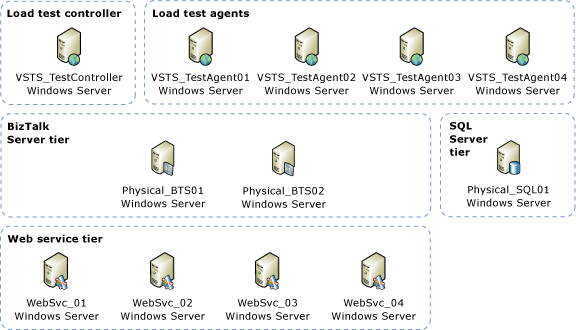 Load test controller
VSTS_TestController
Windows Server
Load test agents
VSTS_TestAgent01
Windows Server
VSTS_TestAgent02
Windows Server
VSTS_TestAgent03
Windows Server
VSTS_TestAgent04
Windows Server
BizTalk
Server tier
Physical_BTS01
Windows Server
Physical_BTS02
Windows Server
SQL
Server
tier
Physical_SQL01
Windows Server
Web service tier
WebSvc_01
Windows Server
WebSvc_02
Windows Server
WebSvc_03
Windows Server
WebSvc_04
Windows Server